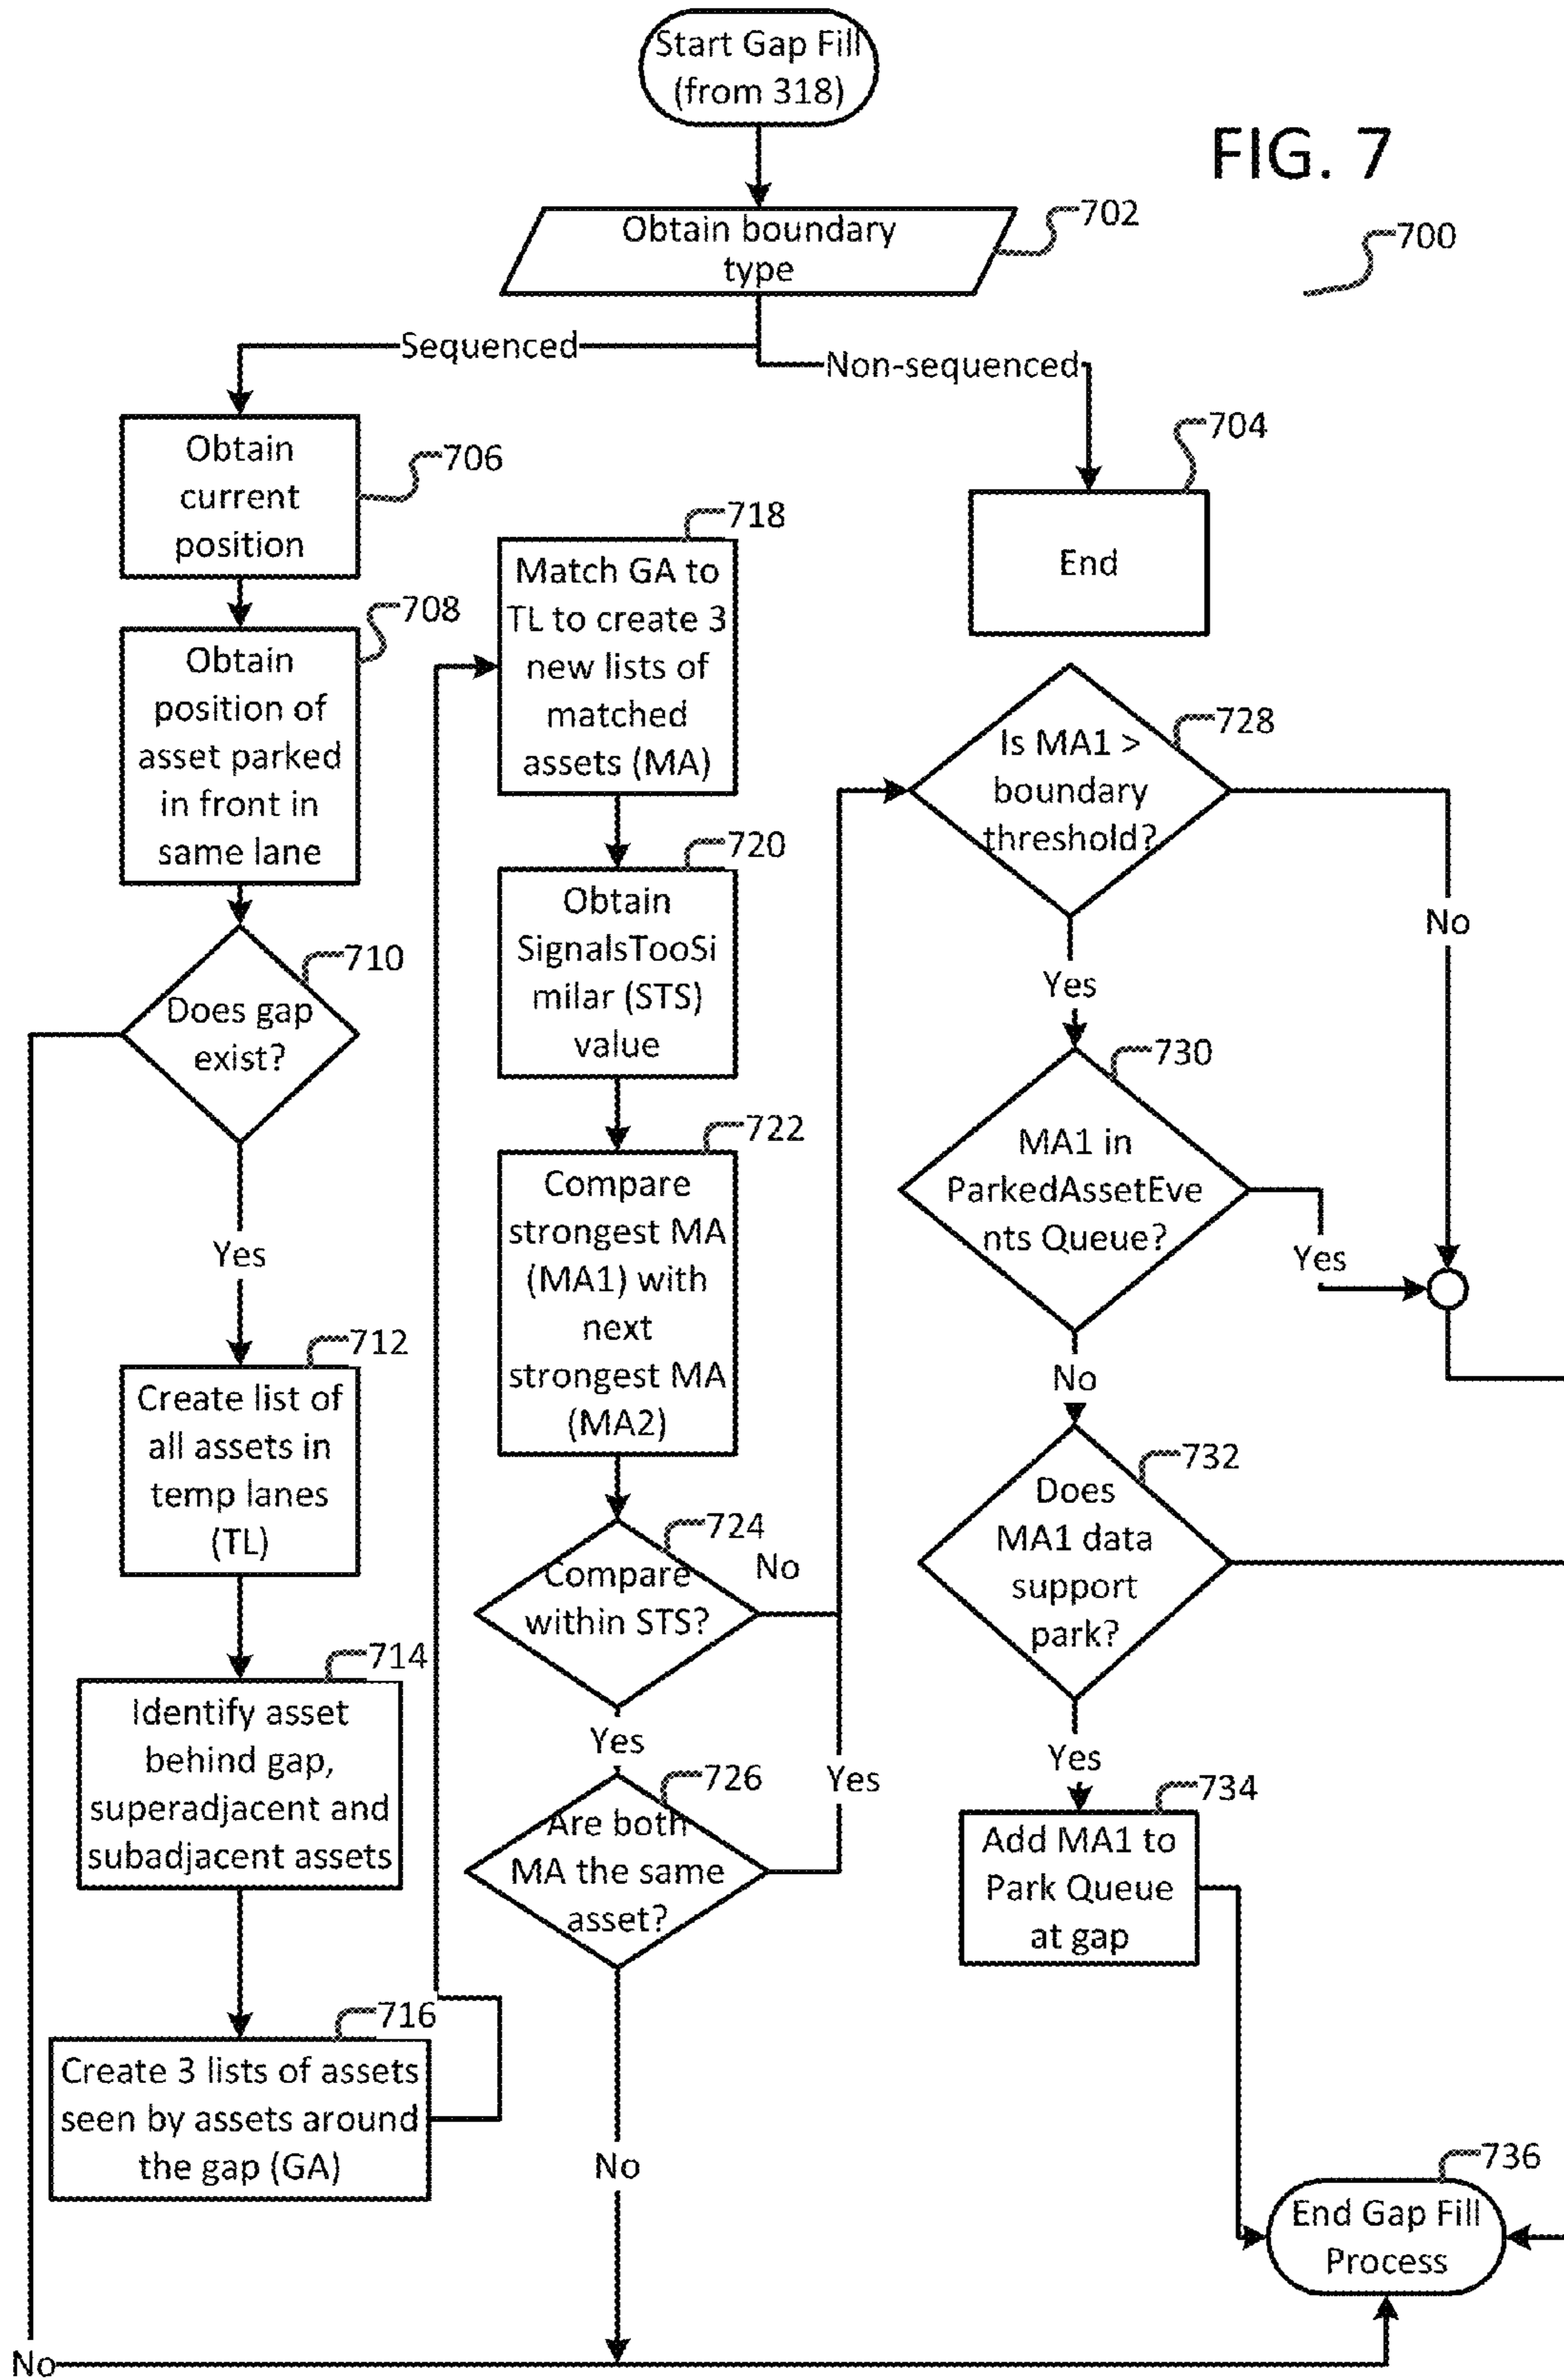 Start Gap Fill
(from 318)
FIG. 7
700
Obtain boundary
type
702
Sequenced
Non-sequenced
Obtain
current
position
706
Obtain
position of
asset parked
in front in
same lane
708
Does gap
exist?
710
Yes
No
Create list of
all assets in
temp lanes
(TL)
712
Identify asset
behind gap,
superadjacent and
subadjacent assets
714
Create 3 lists of assets
seen by assets around
the gap (GA)
716
Match GA to
TL to create 3
new lists of
matched
assets (MA)
718
Obtain
SignalsTooSi
milar (STS)
value
720
Compare
strongest MA
(MA1) with
next
strongest MA
(MA2)
722
Compare
within STS?
724
No
Yes
Are both
MA the same
asset?
726
Yes
No
End
704
Is MA1 >
boundary
threshold?
728
No
Yes
MA1 in
ParkedAssetEve
nts Queue?
730
Yes
No
Does
MA1 data
support
park?
732
Yes
Add MA1 to
Park Queue
at gap
734
End Gap Fill
Process
736